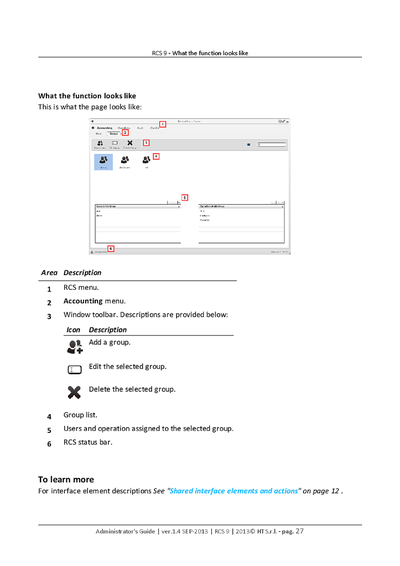 RCS 9 - What the function looks like
What the function looks like
This is what the page looks like:
Accounting
1
2
3
4
5
6
Area Description
1 RCS menu.
2 Accounting menu.
3 Window toolbar. Descriptions are provided below:
Icon Description
Add a group.
Edit the selected group.
Delete the selected group.
4 Group list.
5 Users and operation assigned to the selected group.
6 RCS status bar.
To learn more
For interface element descriptions See "Shared interface elements and actions" on page 12 .
Administrator's Guide | ver.1.4 SEP-2013 | RCS 9 | 2013© HT S.r.l. - pag. 27